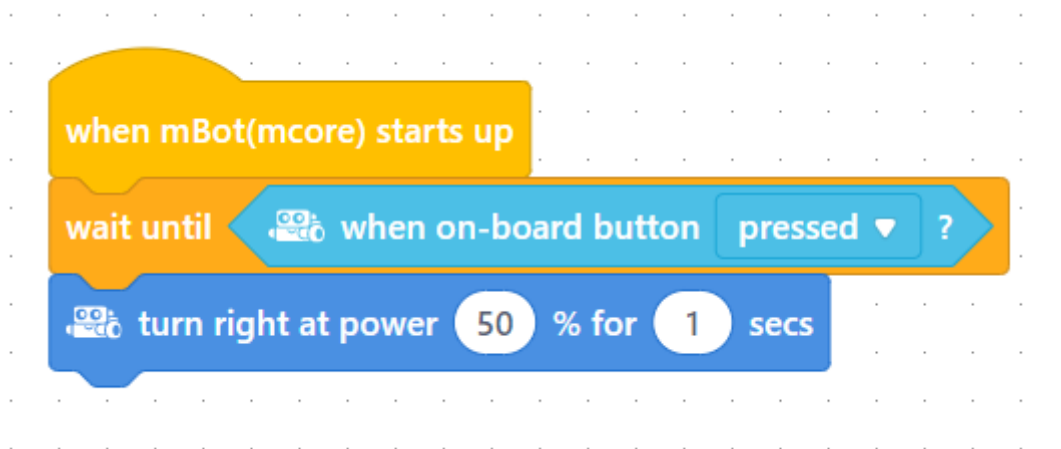 when mBot(mcore) starts up
wait until when on-board button pressed ?
turn right at power 50 % for 1 secs